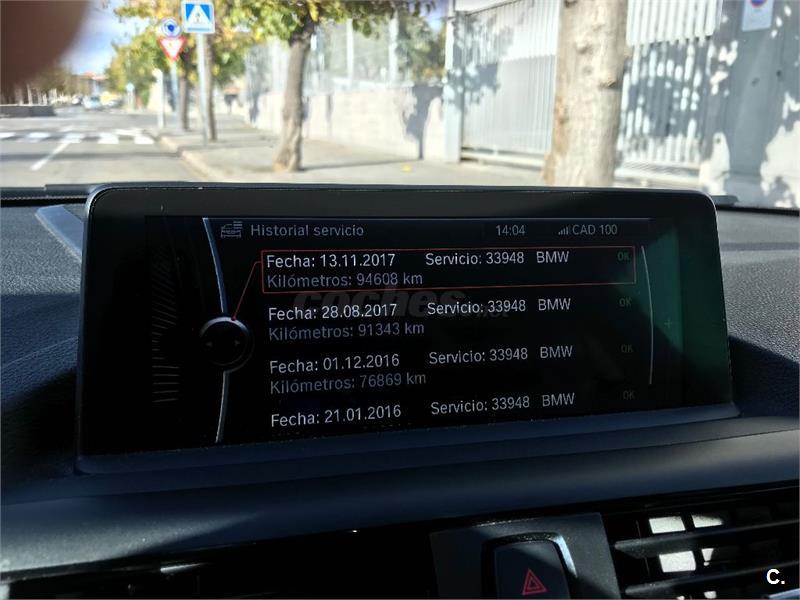 Historial servicio 14:04 CAD 100
Fecha: 13.11.2017 Servicio: 33948 BMW OK
Kilómetros: 94608 km
Fecha: 28.08.2017 Servicio: 33948 BMW OK
Kilómetros: 91343 km
Fecha: 01.12.2016 Servicio: 33948 BMW OK
Kilómetros: 76869 km
Fecha: 21.01.2016 Servicio: 33948 BMW OK
coches.net
C.